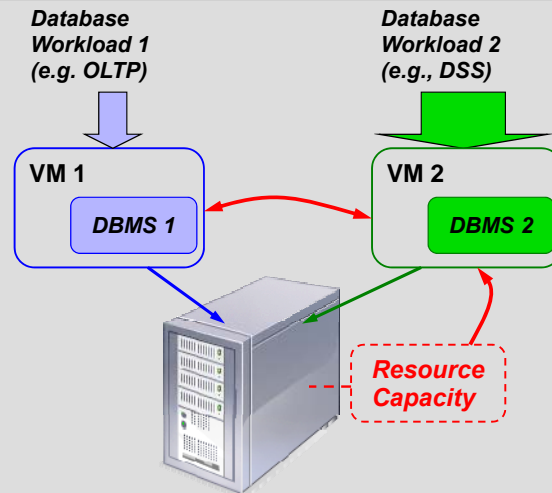 Database
Workload 1
(e.g. OLTP)
Database
Workload 2
(e.g., DSS)
VM 1
DBMS 1
VM 2
DBMS 2
Resource
Capacity